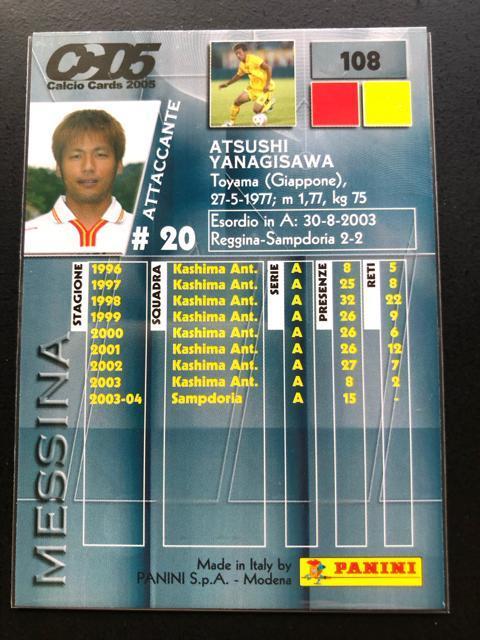 CCD5
Calcio Cards 2005
108
ATTACCANTE
# 20
ATSUSHI
YANAGISAWA
Toyama (Giappone),
27-5-1977; m 1,77, kg 75
Esordio in A: 30-8-2003
Reggina-Sampdoria 2-2
MESSINA
STAGIONE SQUADRA SERIE PRESENZE RETI
1996 Kashima Ant. A 8 5
1997 Kashima Ant. A 25 8
1998 Kashima Ant. A 32 22
1999 Kashima Ant. A 26 9
2000 Kashima Ant. A 26 6
2001 Kashima Ant. A 26 12
2002 Kashima Ant. A 27 7
2003 Kashima Ant. A 8 2
2003-04 Sampdoria A 15 -
Made in Italy by
PANINI S.p.A. - Modena
PANINI